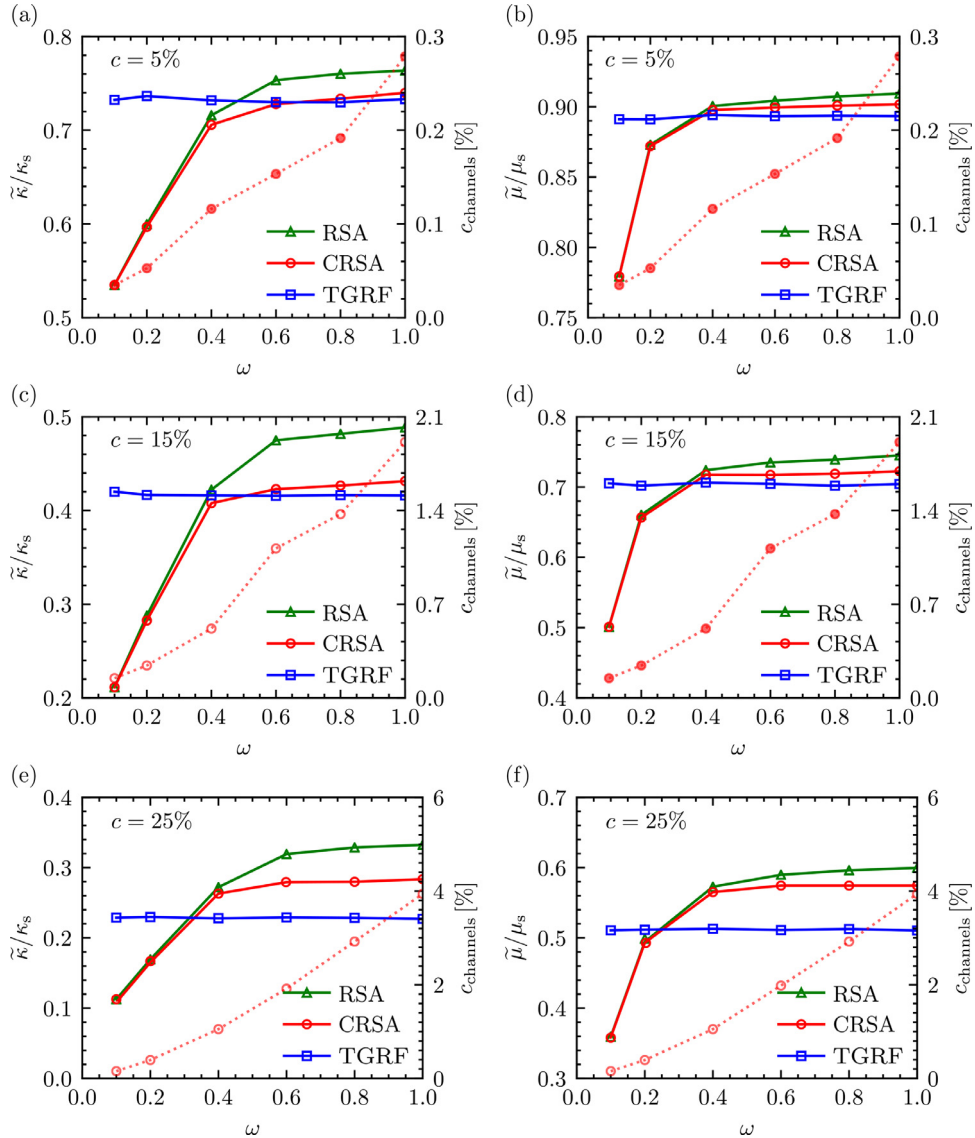 (a)
c = 5%
0.8
0.7
0.6
0.5
κ̃/κₛ
0.3
0.2
0.1
0.0
c_channels [%]
RSA
CRSA
TGRF
0.0 0.2 0.4 0.6 0.8 1.0
ω
(b)
c = 5%
0.95
0.90
0.85
0.80
0.75
μ̃/μₛ
0.3
0.2
0.1
0.0
c_channels [%]
RSA
CRSA
TGRF
0.0 0.2 0.4 0.6 0.8 1.0
ω
(c)
c = 15%
0.5
0.4
0.3
0.2
κ̃/κₛ
2.1
1.4
0.7
0.0
c_channels [%]
RSA
CRSA
TGRF
0.0 0.2 0.4 0.6 0.8 1.0
ω
(d)
c = 15%
0.8
0.7
0.6
0.5
0.4
μ̃/μₛ
2.1
1.4
0.7
0.0
c_channels [%]
RSA
CRSA
TGRF
0.0 0.2 0.4 0.6 0.8 1.0
ω
(e)
c = 25%
0.4
0.3
0.2
0.1
0.0
κ̃/κₛ
6
4
2
0
c_channels [%]
RSA
CRSA
TGRF
0.0 0.2 0.4 0.6 0.8 1.0
ω
(f)
c = 25%
0.7
0.6
0.5
0.4
0.3
μ̃/μₛ
6
4
2
0
c_channels [%]
RSA
CRSA
TGRF
0.0 0.2 0.4 0.6 0.8 1.0
ω